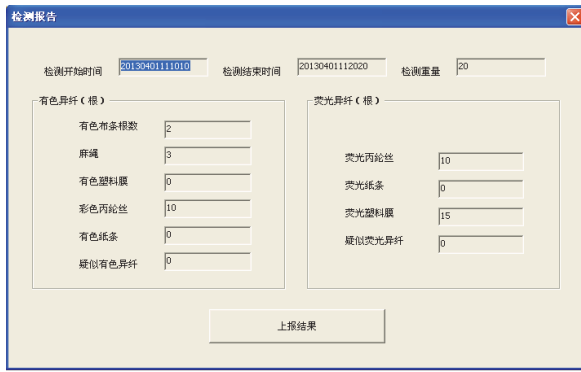 检测报告
检测开始时间 20130401111010 检测结束时间 20130401112020 检测重量 20
有色异纤（根）
有色布条根数 2
麻绳 3
有色塑料膜 0
彩色丙纶丝 10
有色纸条 0
疑似有色异纤 0
荧光异纤（根）
荧光丙纶丝 10
荧光纸条 0
荧光塑料膜 15
疑似荧光异纤 0
上报结果